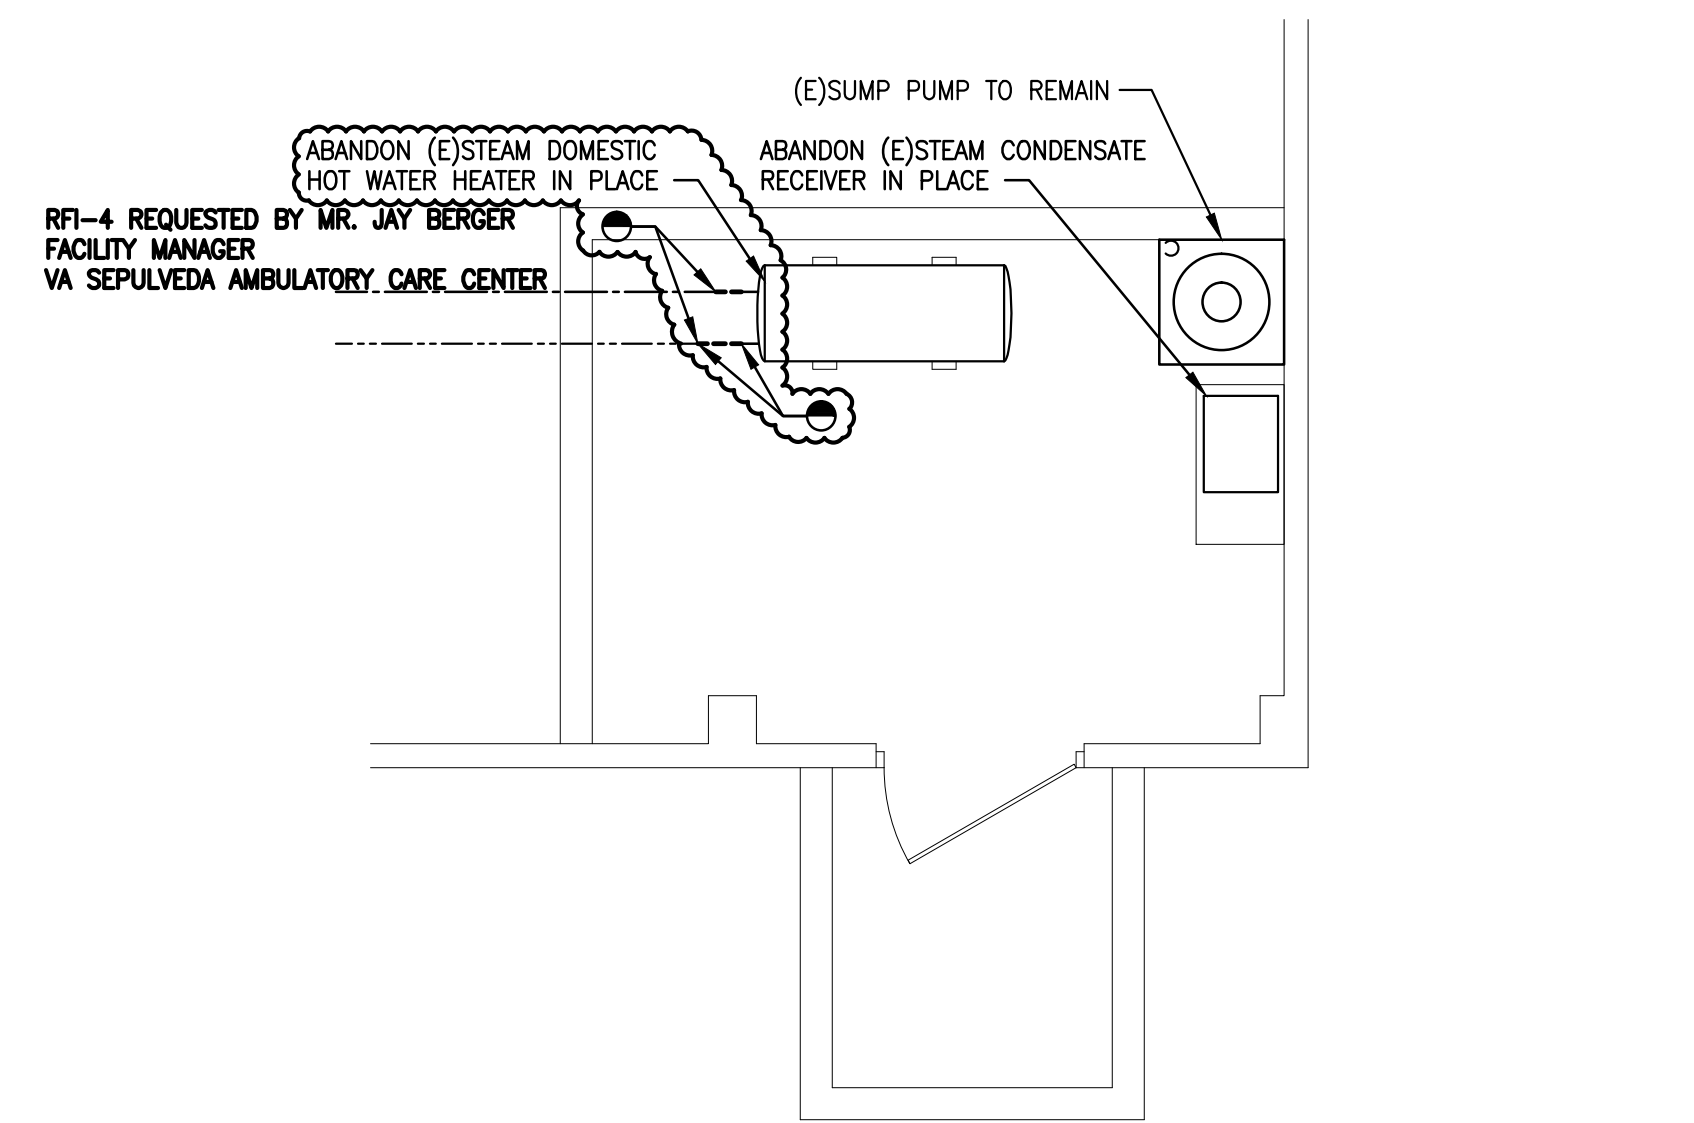 (E)SUMP PUMP TO REMAIN
ABANDON (E)STEAM DOMESTIC
HOT WATER HEATER IN PLACE
ABANDON (E)STEAM CONDENSATE
RECEIVER IN PLACE
RFI-4 REQUESTED BY MR. JAY BERGER
FACILITY MANAGER
VA SEPULVEDA AMBULATORY CARE CENTER